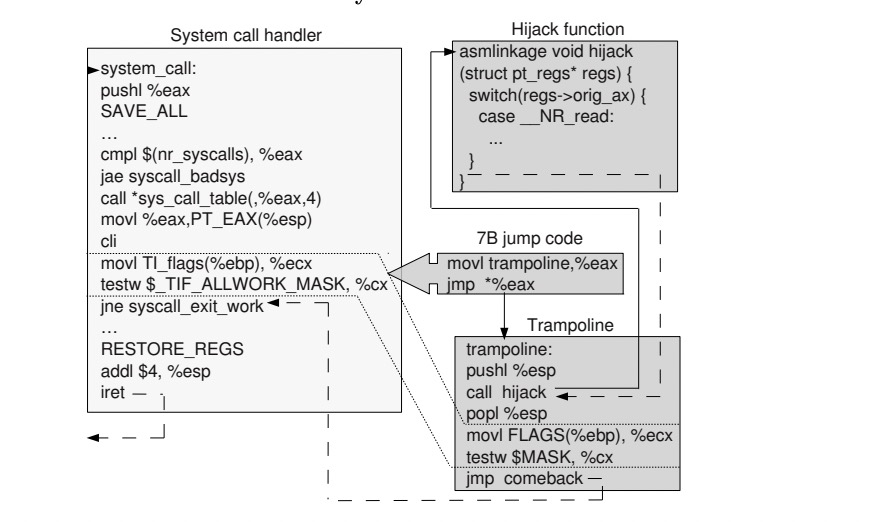 System call handler
system_call:
pushl %eax
SAVE_ALL
...
cmpl $(nr_syscalls), %eax
jae syscall_badsys
call *sys_call_table(,%eax,4)
movl %eax,PT_EAX(%esp)
cli
movl TI_flags(%ebp), %ecx
testw $_TIF_ALLWORK_MASK, %cx
jne syscall_exit_work
...
RESTORE_REGS
addl $4, %esp
iret
Hijack function
asmlinkage void hijack
(struct pt_regs* regs) {
switch(regs->orig_ax) {
case __NR_read:
...
}
}
7B jump code
movl trampoline,%eax
jmp *%eax
Trampoline
trampoline:
pushl %esp
call hijack
popl %esp
movl FLAGS(%ebp), %ecx
testw $MASK, %cx
jmp comeback